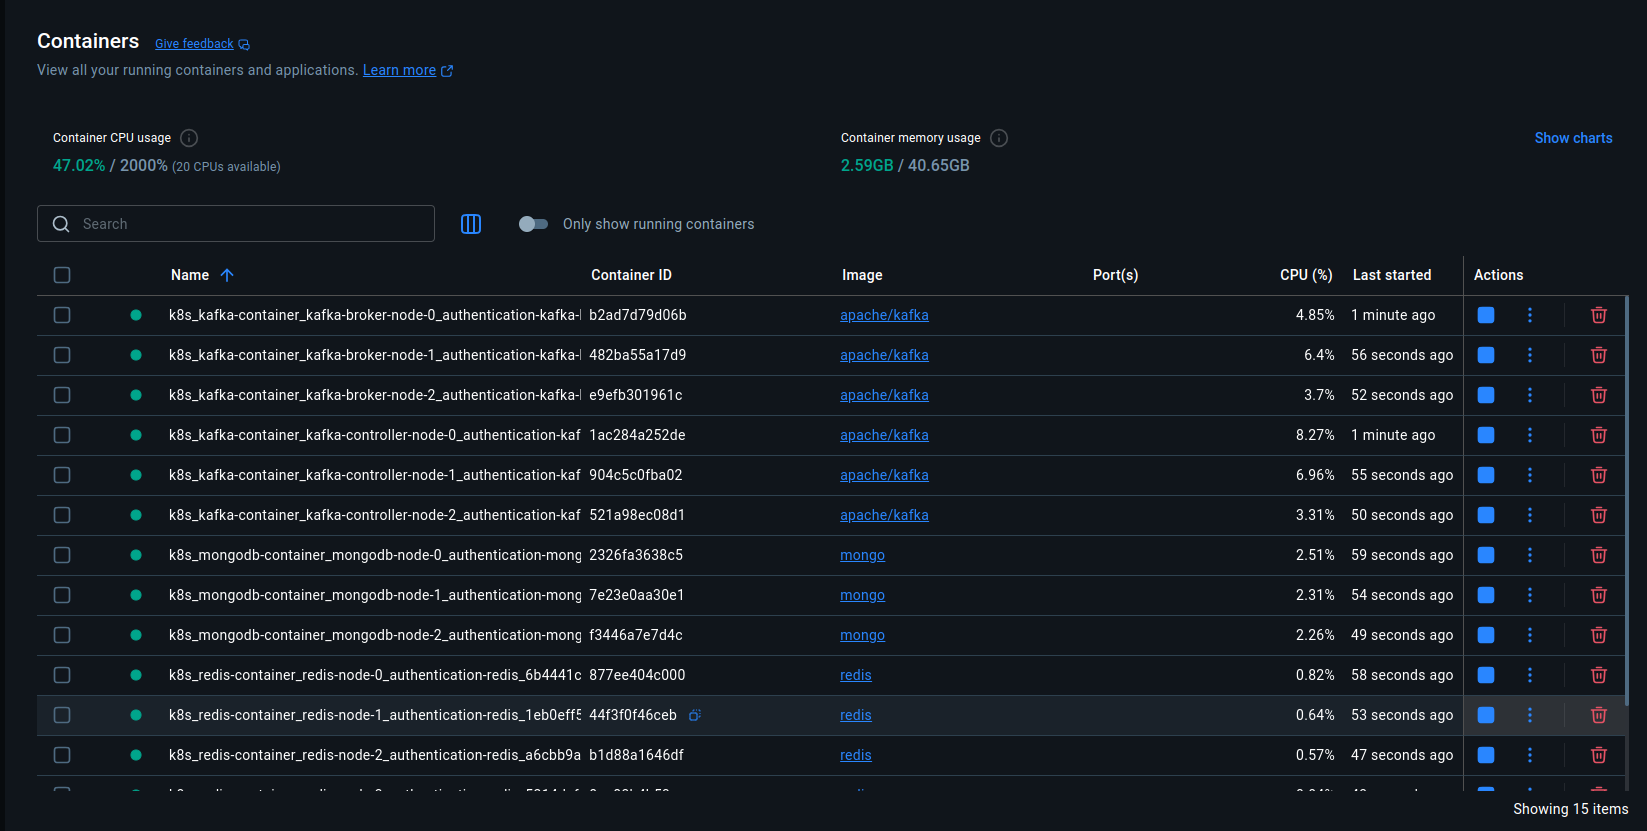 Containers Give feedback
View all your running containers and applications. Learn more
Container CPU usage Container memory usage Show charts
47.02% / 2000% (20 CPUs available) 2.59GB / 40.65GB
Search Only show running containers
Name Container ID Image Port(s) CPU (%) Last started Actions
k8s_kafka-container_kafka-broker-node-0_authentication-kafka- b2ad7d79d06b apache/kafka 4.85% 1 minute ago
k8s_kafka-container_kafka-broker-node-1_authentication-kafka- 482ba55a17d9 apache/kafka 6.4% 56 seconds ago
k8s_kafka-container_kafka-broker-node-2_authentication-kafka- e9efb301961c apache/kafka 3.7% 52 seconds ago
k8s_kafka-container_kafka-controller-node-0_authentication-kaf 1ac284a252de apache/kafka 8.27% 1 minute ago
k8s_kafka-container_kafka-controller-node-1_authentication-kaf 904c5c0fba02 apache/kafka 6.96% 55 seconds ago
k8s_kafka-container_kafka-controller-node-2_authentication-kaf 521a98ec08d1 apache/kafka 3.31% 50 seconds ago
k8s_mongodb-container_mongodb-node-0_authentication-mong 2326fa3638c5 mongo 2.51% 59 seconds ago
k8s_mongodb-container_mongodb-node-1_authentication-mong 7e23e0aa30e1 mongo 2.31% 54 seconds ago
k8s_mongodb-container_mongodb-node-2_authentication-mong f3446a7e7d4c mongo 2.26% 49 seconds ago
k8s_redis-container_redis-node-0_authentication-redis_6b4441c 877ee404c000 redis 0.82% 58 seconds ago
k8s_redis-container_redis-node-1_authentication-redis_1eb0eff5 44f3f0f46ceb redis 0.64% 53 seconds ago
k8s_redis-container_redis-node-2_authentication-redis_a6cbb9a b1d88a1646df redis 0.57% 47 seconds ago
Showing 15 items